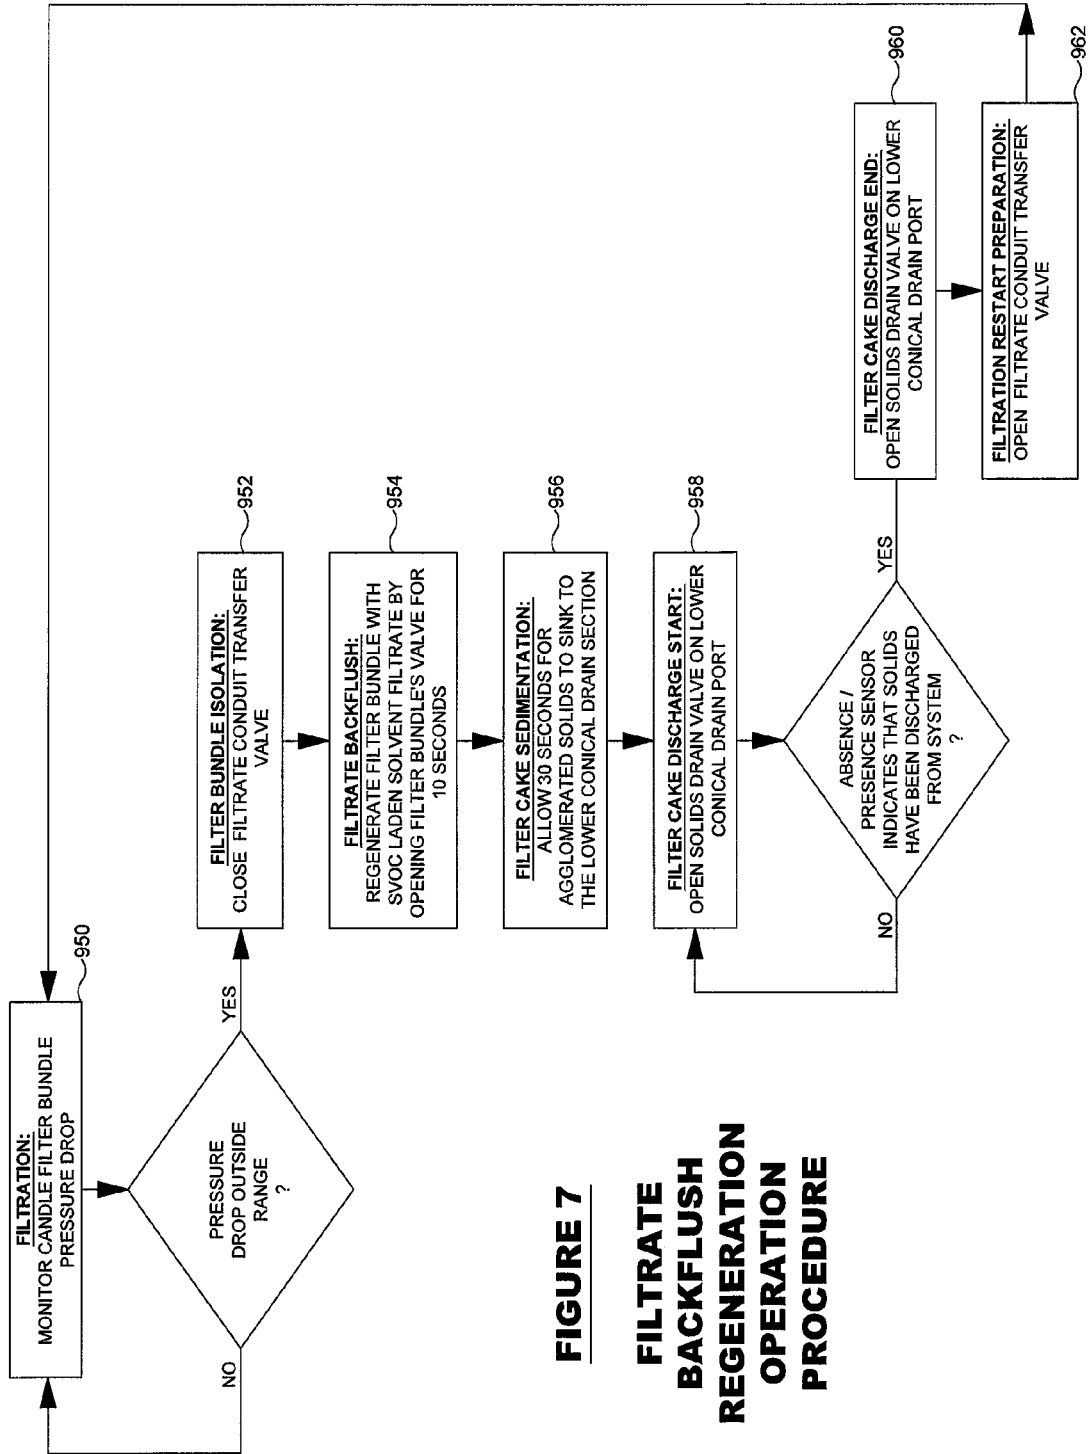 FILTRATION:
MONITOR CANDLE FILTER BUNDLE
PRESSURE DROP
950
PRESSURE
DROP OUTSIDE
RANGE
?
NO
YES
FILTER BUNDLE ISOLATION:
CLOSE FILTRATE CONDUIT TRANSFER
VALVE
952
FILTRATE BACKFLUSH:
REGENERATE FILTER BUNDLE WITH
SVOC LADEN SOLVENT FILTRATE BY
OPENING FILTER BUNDLE'S VALVE FOR
10 SECONDS
954
FILTER CAKE SEDIMENTATION:
ALLOW 30 SECONDS FOR
AGGLOMERATED SOLIDS TO SINK TO
THE LOWER CONICAL DRAIN SECTION
956
FILTER CAKE DISCHARGE START:
OPEN SOLIDS DRAIN VALVE ON LOWER
CONICAL DRAIN PORT
958
ABSENCE /
PRESENCE SENSOR
INDICATES THAT SOLIDS
HAVE BEEN DISCHARGED
FROM SYSTEM
?
NO
YES
FILTER CAKE DISCHARGE END:
OPEN SOLIDS DRAIN VALVE ON LOWER
CONICAL DRAIN PORT
960
FILTRATION RESTART PREPARATION:
OPEN FILTRATE CONDUIT TRANSFER
VALVE
962
FIGURE 7
FILTRATE
BACKFLUSH
REGENERATION
OPERATION
PROCEDURE